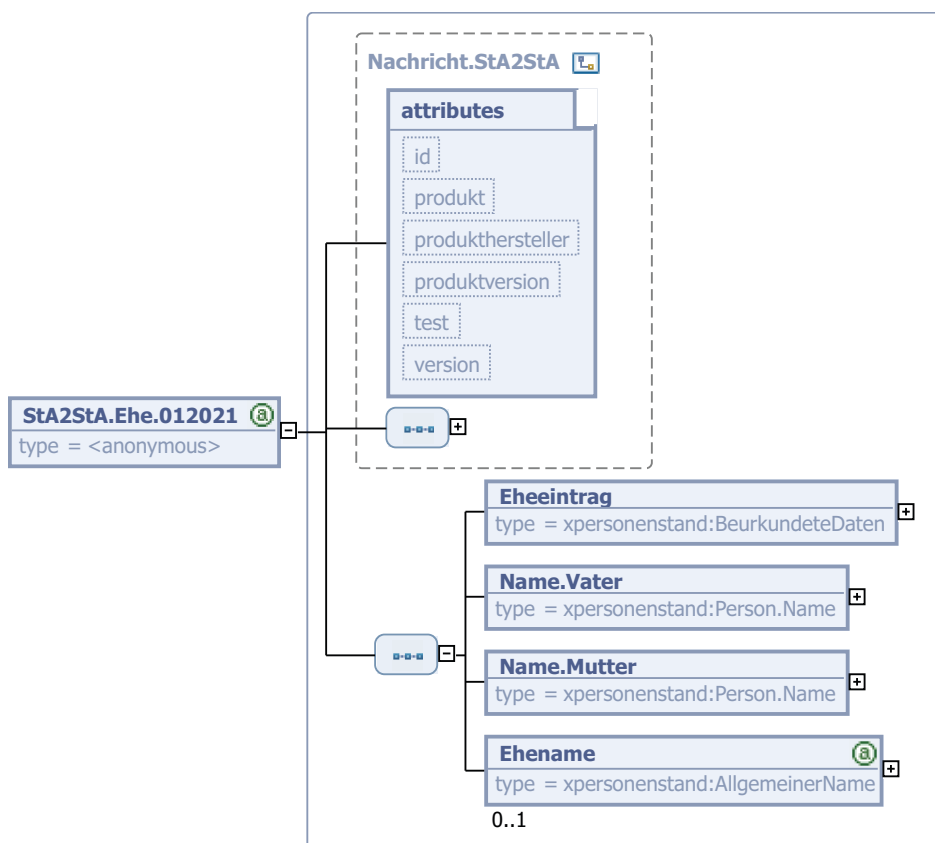 Nachricht.StA2StA
attributes
id
produkt
produkthersteller
produktversion
test
version
StA2StA.Ehe.012021
type = <anonymous>
Eheeintrag
type = xpersonenstand:BeurkundeteDaten
Name.Vater
type = xpersonenstand:Person.Name
Name.Mutter
type = xpersonenstand:Person.Name
Ehename
type = xpersonenstand:AllgemeinerName
0..1